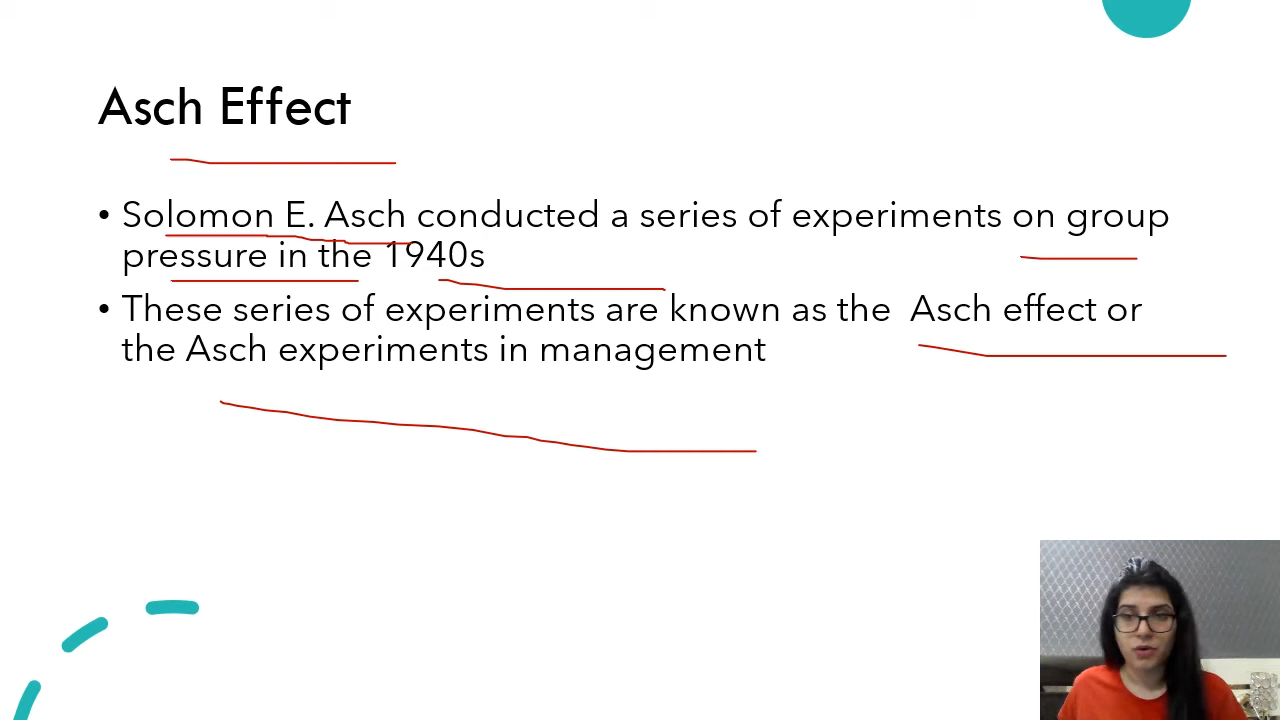 Asch Effect
• Solomon E. Asch conducted a series of experiments on group
pressure in the 1940s
• These series of experiments are known as the Asch effect or
the Asch experiments in management